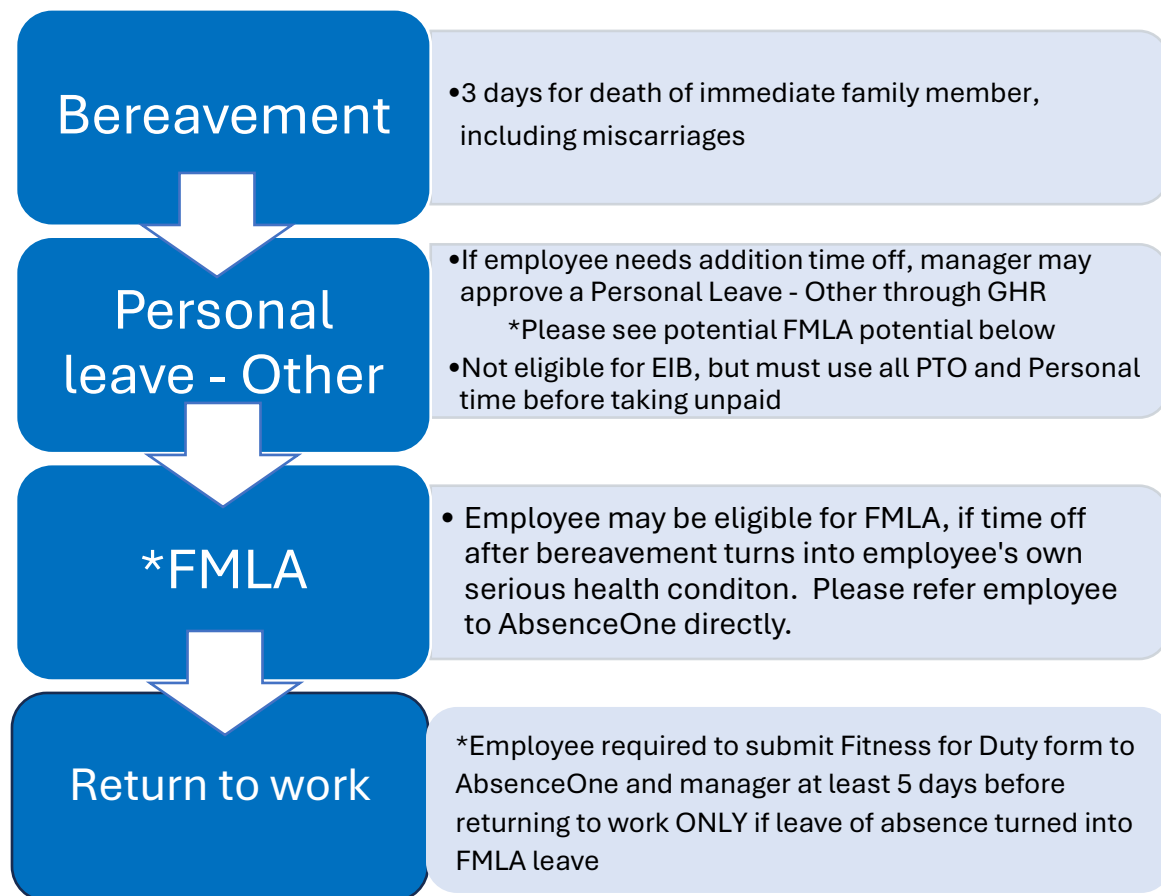 Bereavement
•3 days for death of immediate family member,
including miscarriages
Personal
leave - Other
•If employee needs addition time off, manager may
approve a Personal Leave - Other through GHR
*Please see potential FMLA potential below
•Not eligible for EIB, but must use all PTO and Personal
time before taking unpaid
*FMLA
• Employee may be eligible for FMLA, if time off
after bereavement turns into employee's own
serious health conditon.  Please refer employee
to AbsenceOne directly.
Return to work
*Employee required to submit Fitness for Duty form to
AbsenceOne and manager at least 5 days before
returning to work ONLY if leave of absence turned into
FMLA leave